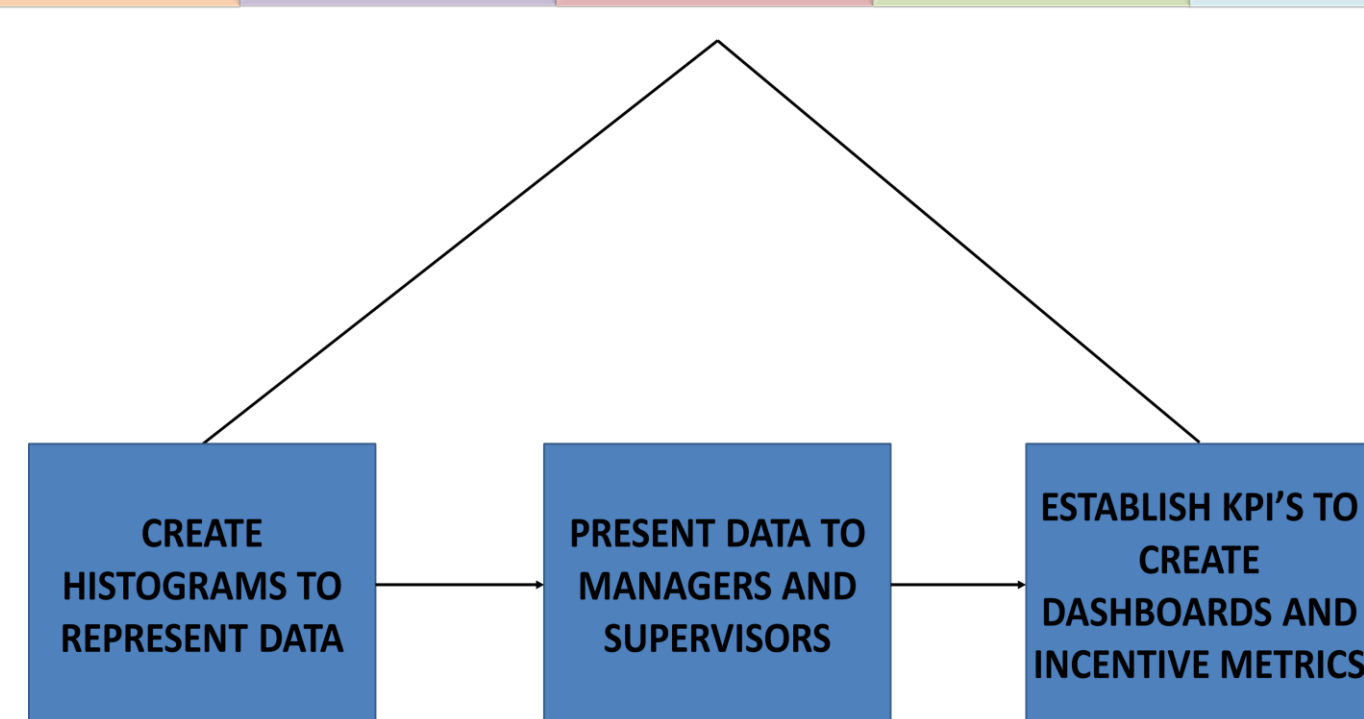 CREATE
HISTOGRAMS TO
REPRESENT DATA
PRESENT DATA TO
MANAGERS AND
SUPERVISORS
ESTABLISH KPI’S TO
CREATE
DASHBOARDS AND
INCENTIVE METRICS